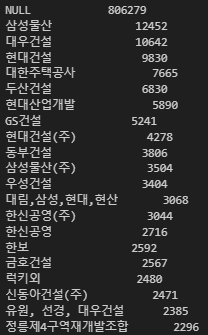 NULL 806279
삼성물산 12452
대우건설 10642
현대건설 9830
대한주택공사 7665
두산건설 6830
현대산업개발 5890
GS건설 5241
현대건설(주) 4278
동부건설 3806
삼성물산(주) 3504
우성건설 3404
대림,삼성,현대,현산 3068
한신공영(주) 3044
한신공영 2716
한보 2592
금호건설 2567
럭키외 2480
신동아건설(주) 2471
유원, 선경, 대우건설 2385
정릉제4구역재개발조합 2296